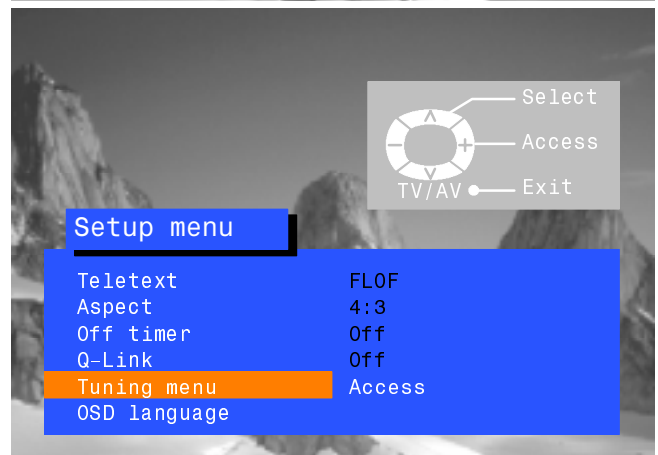 Select
Access
TV/AV Exit
Setup menu
Teletext FLOF
Aspect 4:3
Off timer Off
Q-Link Off
Tuning menu Access
OSD language